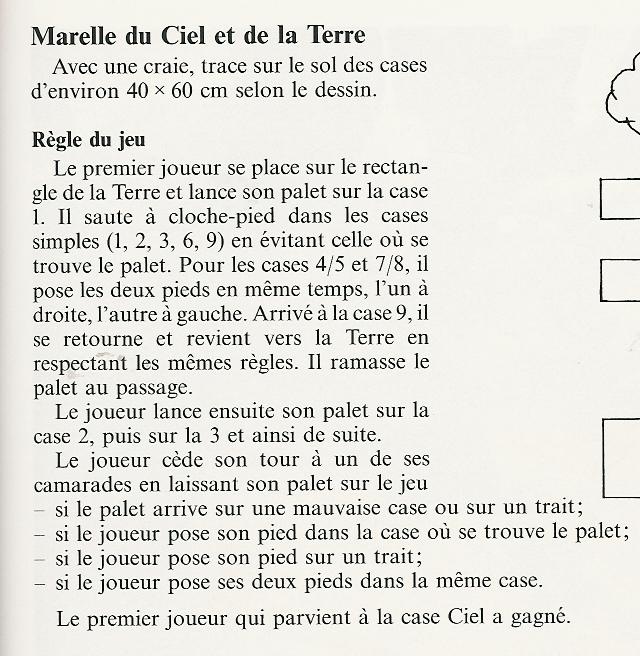 Marelle du Ciel et de la Terre
Avec une craie, trace sur le sol des cases
d'environ 40 × 60 cm selon le dessin.
Règle du jeu
Le premier joueur se place sur le rectan-
gle de la Terre et lance son palet sur la case
1. Il saute à cloche-pied dans les cases
simples (1, 2, 3, 6, 9) en évitant celle où se
trouve le palet. Pour les cases 4/5 et 7/8, il
pose les deux pieds en même temps, l'un à
droite, l'autre à gauche. Arrivé à la case 9, il
se retourne et revient vers la Terre en
respectant les mêmes règles. Il ramasse le
palet au passage.
Le joueur lance ensuite son palet sur la
case 2, puis sur la 3 et ainsi de suite.
Le joueur cède son tour à un de ses
camarades en laissant son palet sur le jeu
– si le palet arrive sur une mauvaise case ou sur un trait;
– si le joueur pose son pied dans la case où se trouve le palet;
– si le joueur pose son pied sur un trait;
– si le joueur pose ses deux pieds dans la même case.
Le premier joueur qui parvient à la case Ciel a gagné.